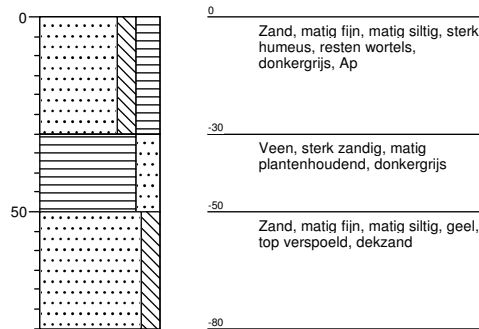 0
0
Zand, matig fijn, matig siltig, sterk
humeus, resten wortels,
donkergrijs, Ap
-30
Veen, sterk zandig, matig
plantenhoudend, donkergrijs
50
-50
Zand, matig fijn, matig siltig, geel,
top verspoeld, dekzand
-80